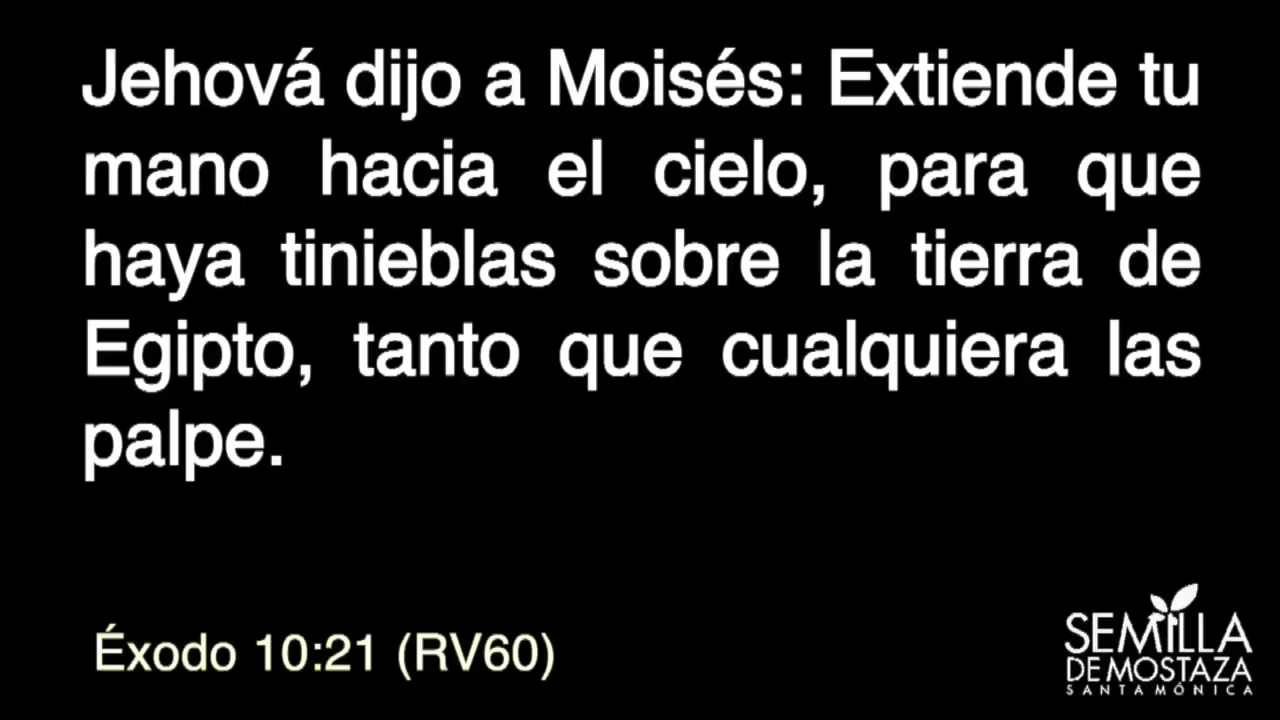 Jehová dijo a Moisés: Extiende tu
mano hacia el cielo, para que
haya tinieblas sobre la tierra de
Egipto, tanto que cualquiera las
palpe.
Éxodo 10:21 (RV60)
SEMILLA
DE MOSTAZA
SANTA MÓNICA